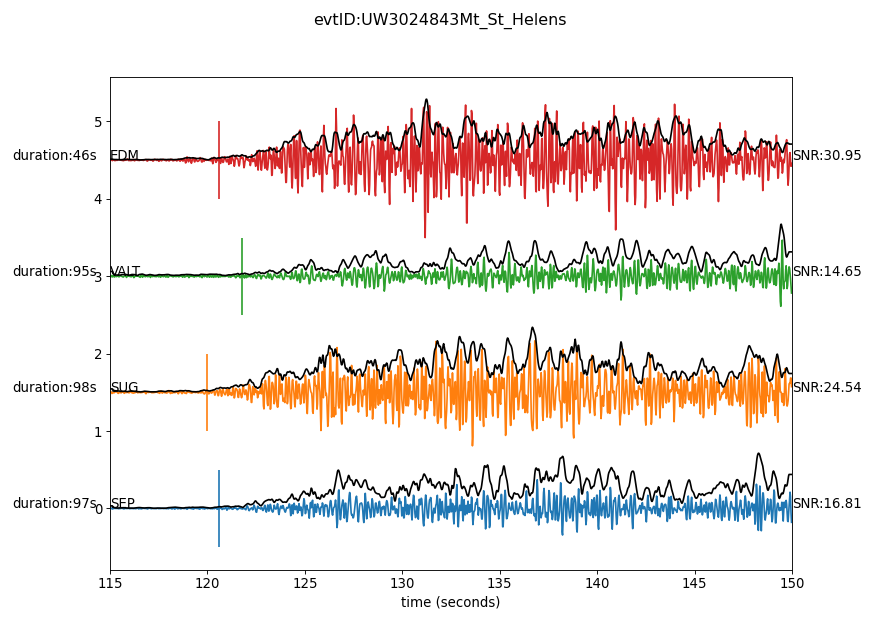 evtID:UW3024843Mt_St_Helens
5
duration:46s EDM SNR:30.95
4
duration:95s 3 VALT SNR:14.65
2
duration:98s SUG SNR:24.54
1
duration:97s 0 SEP SNR:16.81
115 120 125 130 135 140 145 150
time (seconds)